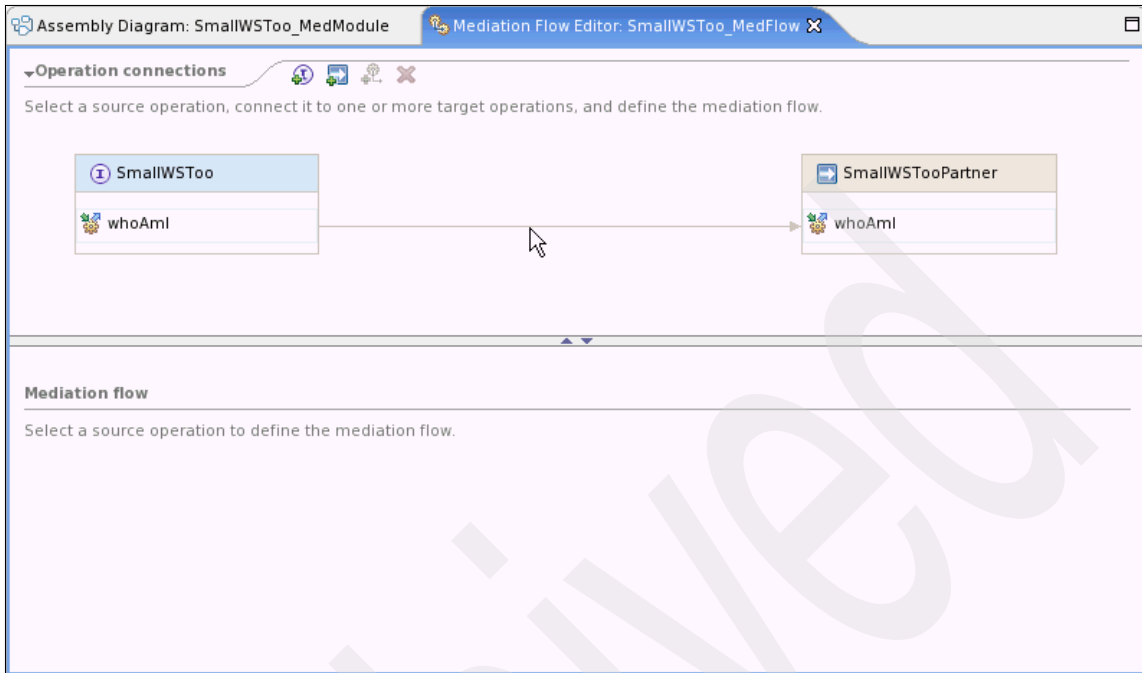 Assembly Diagram: SmallWSToo_MedModule
Mediation Flow Editor: SmallWSToo_MedFlow
Operation connections
Select a source operation, connect it to one or more target operations, and define the mediation flow.
SmallWSToo
SmallWSTooPartner
whoAmI
whoAmI
Mediation flow
Select a source operation to define the mediation flow.
hived